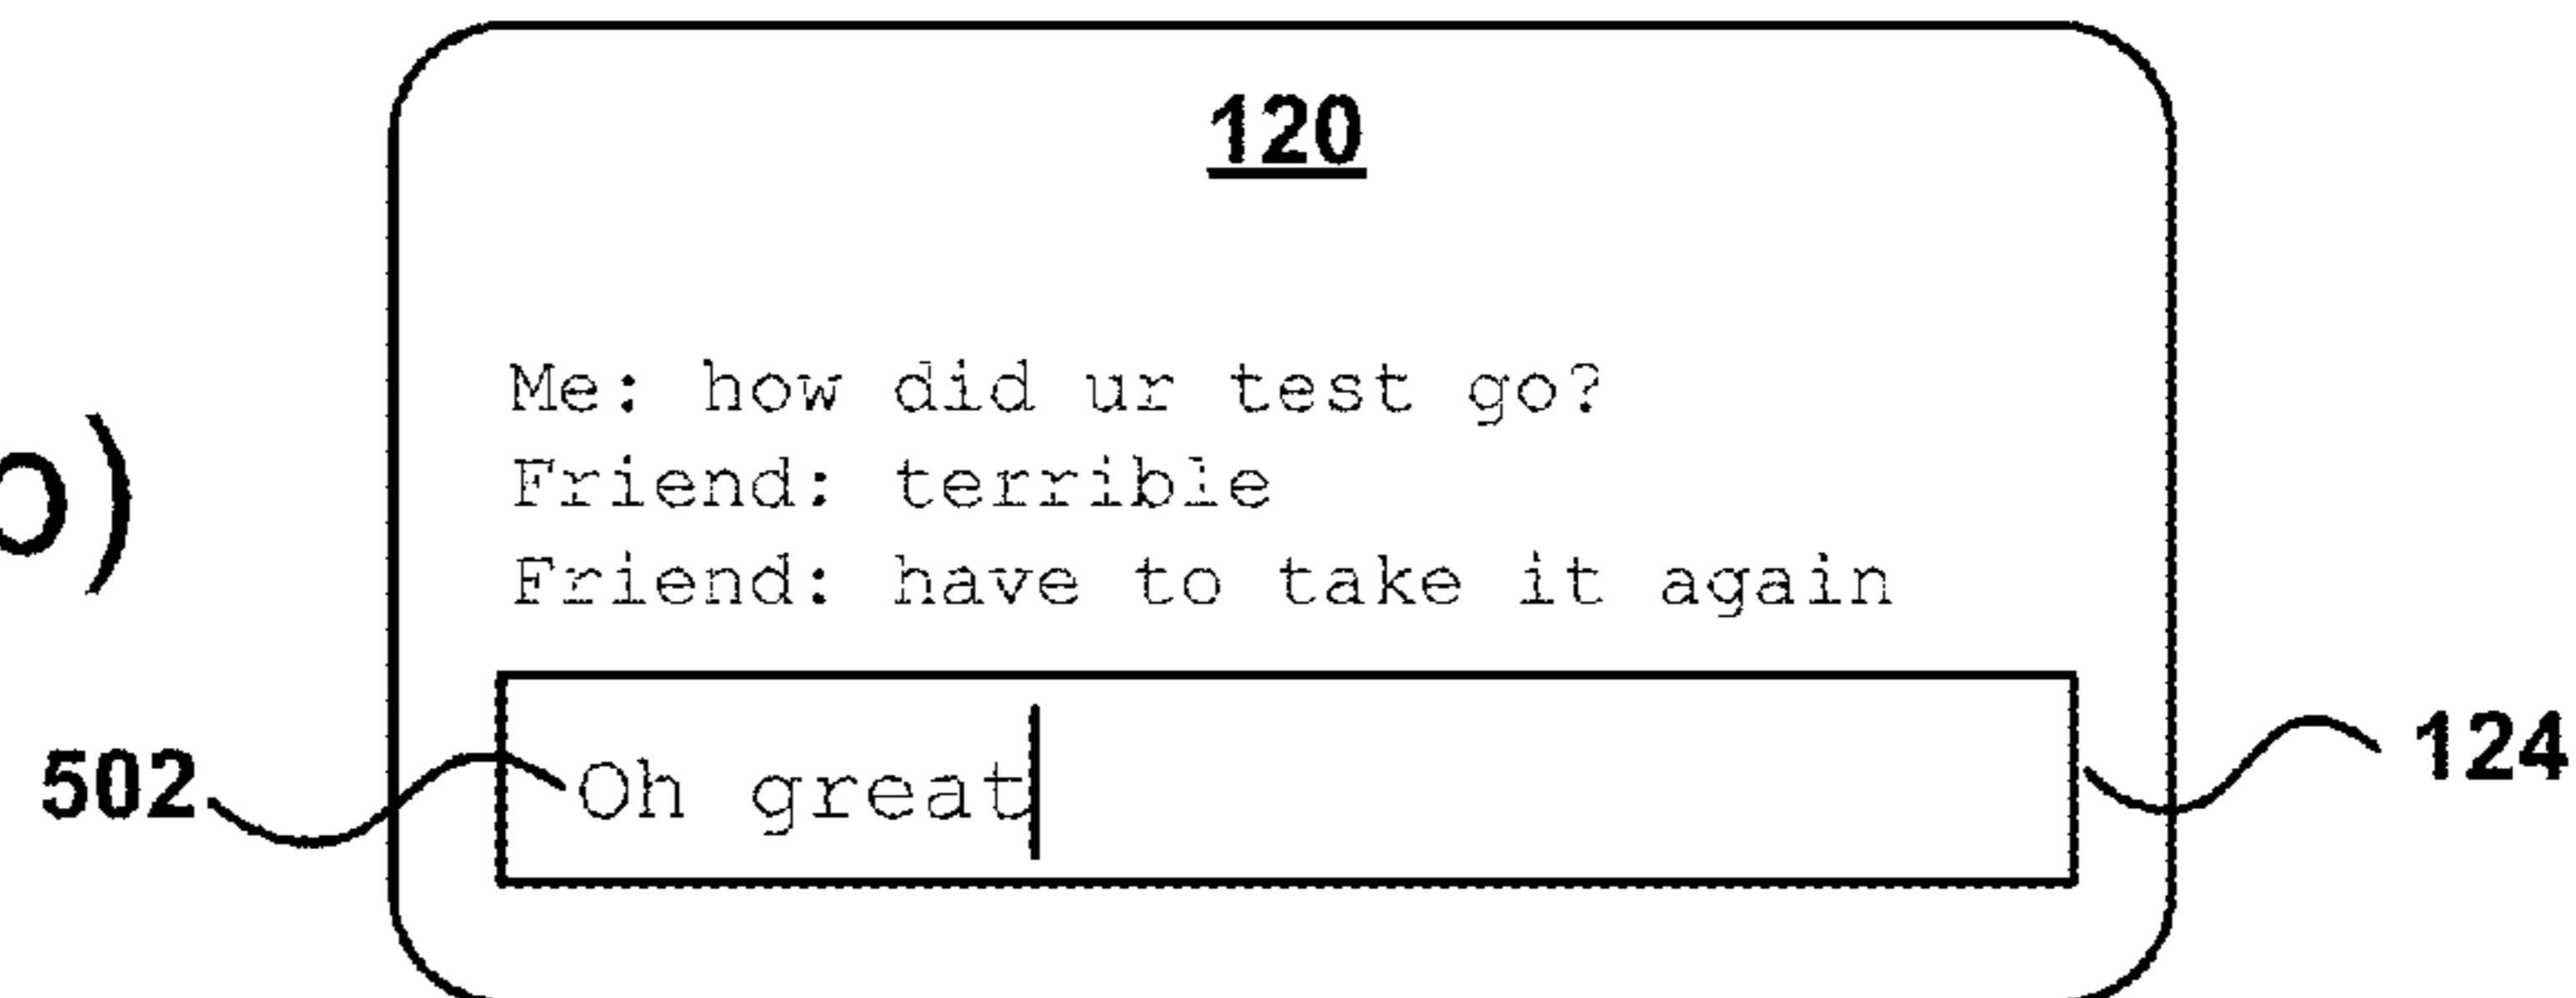 120
Me: how did ur test go?
Friend: terrible
Friend: have to take it again
502
Oh great
124